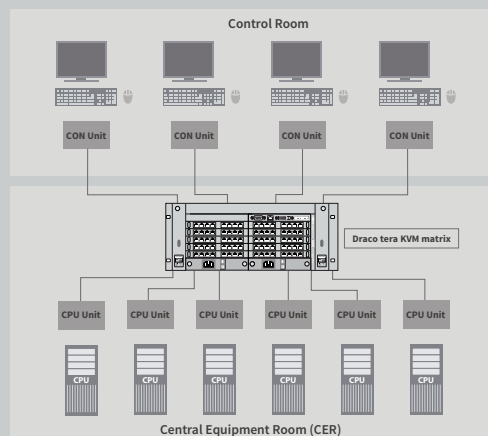 Control Room
CON Unit
CON Unit
CON Unit
CON Unit
Draco tera KVM matrix
CPU Unit
CPU Unit
CPU Unit
CPU Unit
CPU Unit
CPU Unit
CPU
CPU
CPU
CPU
CPU
CPU
Central Equipment Room (CER)